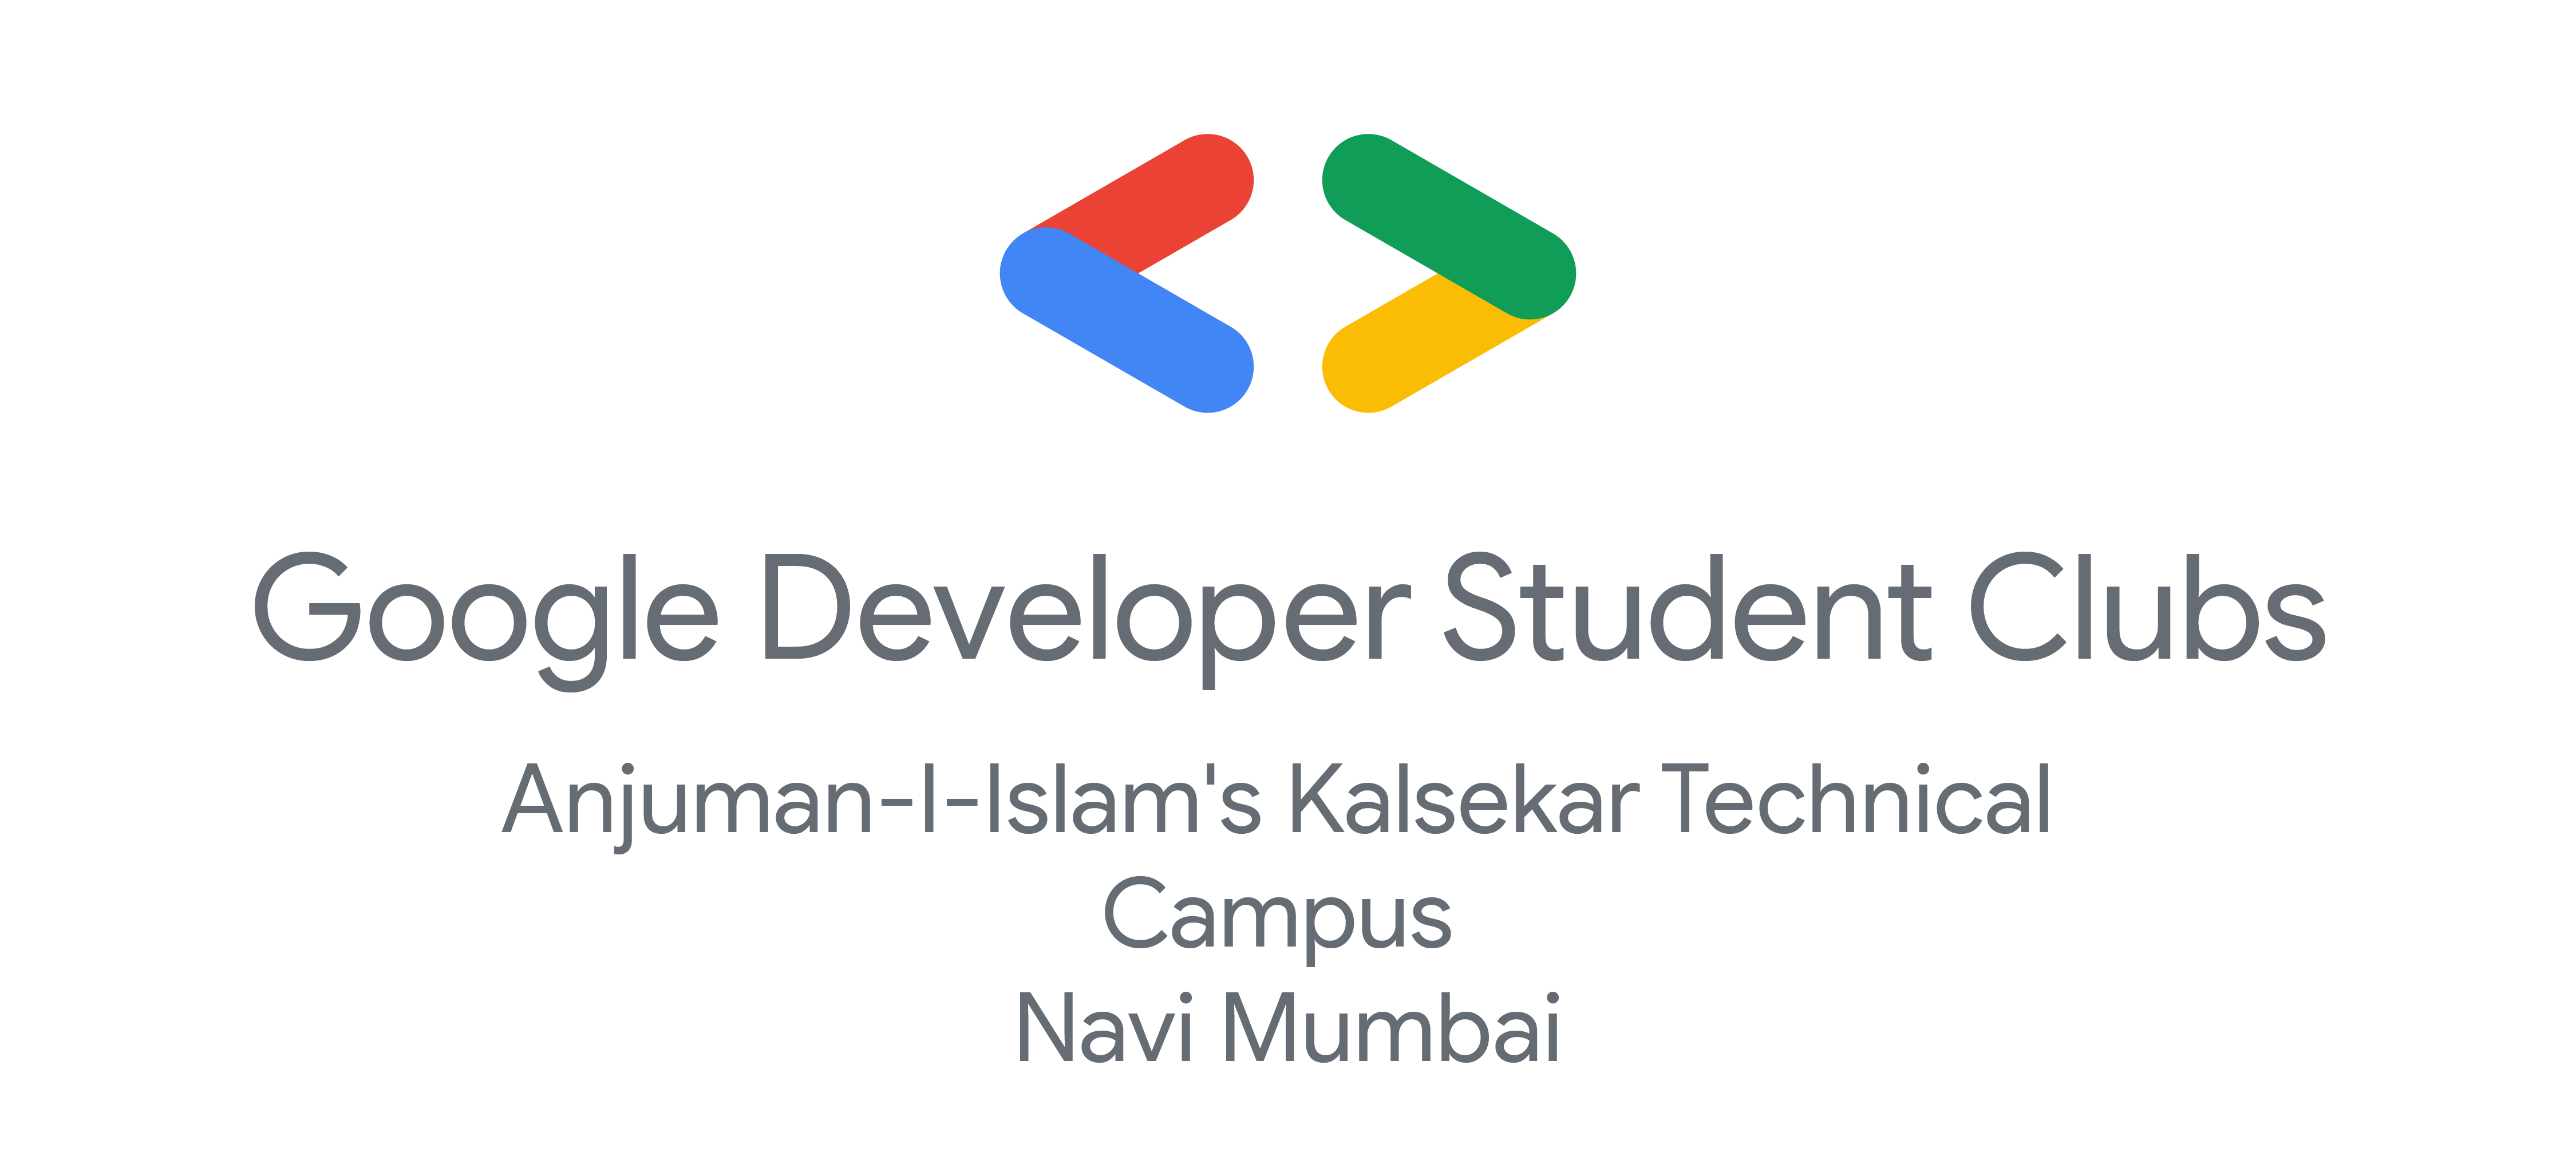 Google Developer Student Clubs
Anjuman-I-Islam's Kalsekar Technical
Campus
Navi Mumbai